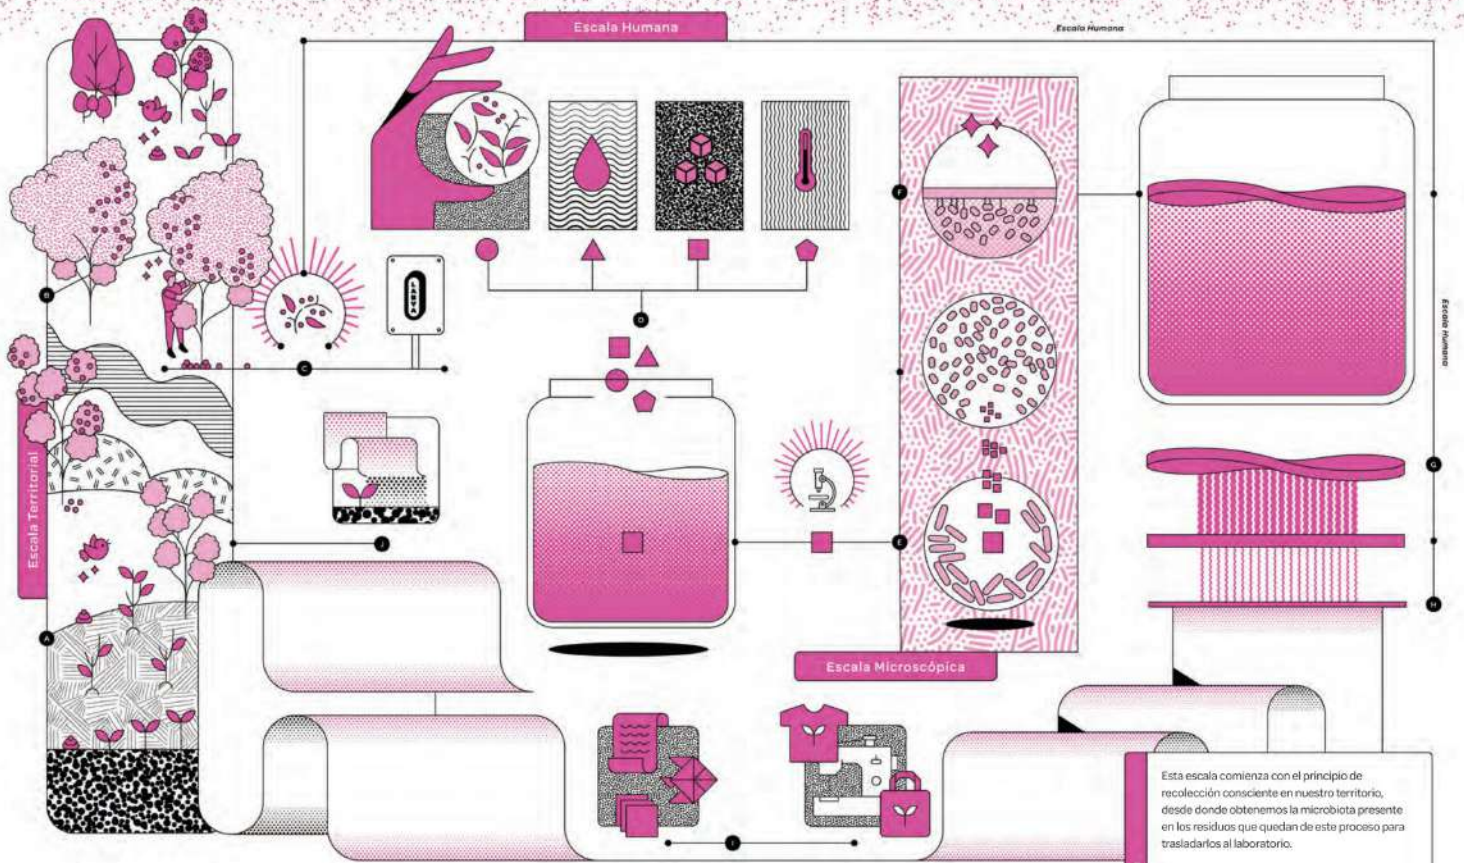 Escala Humana
Escala Humana
B
LABVA
F
D
C
Escala Humana
Escala Territorial
G
J
E
H
A
Escala Microscópica
I
Esta escala comienza con el principio de
recolección consciente en nuestro territorio,
desde donde obtenemos la microbiota presente
en los residuos que quedan de este proceso para
trasladarlos al laboratorio.